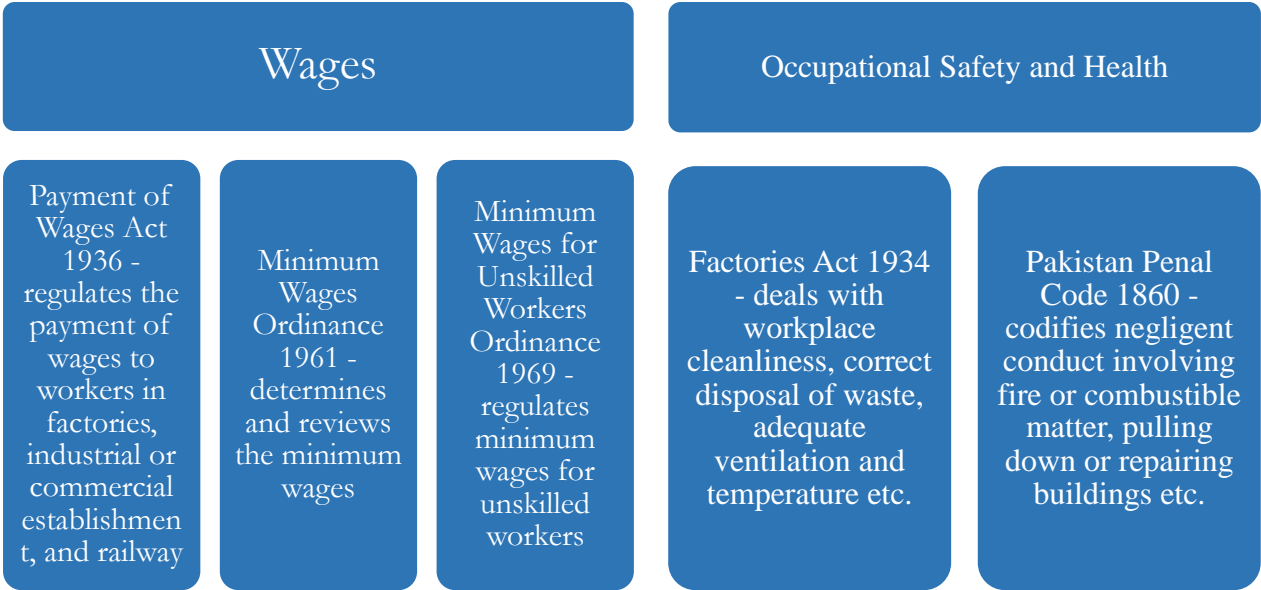 Wages
Payment of
Wages Act
1936 -
regulates the
payment of
wages to
workers in
factories,
industrial or
commercial
establishmen
t, and railway
Minimum
Wages
Ordinance
1961 -
determines
and reviews
the minimum
wages
Minimum
Wages for
Unskilled
Workers
Ordinance
1969 -
regulates
minimum
wages for
unskilled
workers
Occupational Safety and Health
Factories Act 1934
- deals with
workplace
cleanliness, correct
disposal of waste,
adequate
ventilation and
temperature etc.
Pakistan Penal
Code 1860 -
codifies negligent
conduct involving
fire or combustible
matter, pulling
down or repairing
buildings etc.